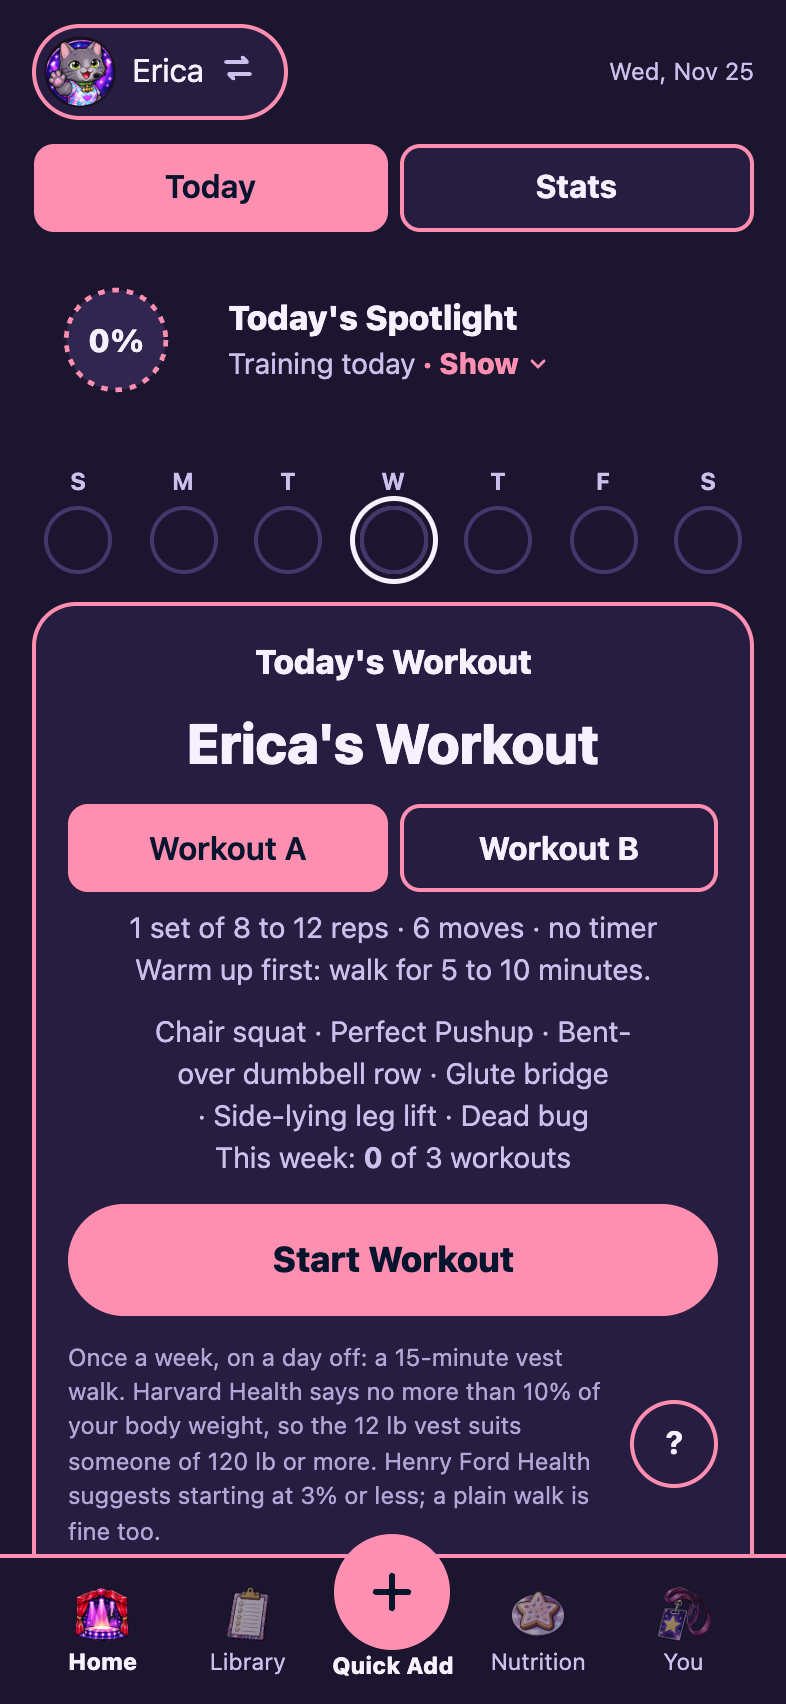 Erica
Wed, Nov 25
Today
Stats
0%
Today's Spotlight
Training today · Show
S M T W T F S
Today's Workout
Erica's Workout
Workout A
Workout B
1 set of 8 to 12 reps · 6 moves · no timer
Warm up first: walk for 5 to 10 minutes.
Chair squat · Perfect Pushup · Bent-
over dumbbell row · Glute bridge
· Side-lying leg lift · Dead bug
This week: 0 of 3 workouts
Start Workout
Once a week, on a day off: a 15-minute vest
walk. Harvard Health says no more than 10% of
your body weight, so the 12 lb vest suits
someone of 120 lb or more. Henry Ford Health
suggests starting at 3% or less; a plain walk is
fine too.
?
+
Home
Library
Quick Add
Nutrition
You